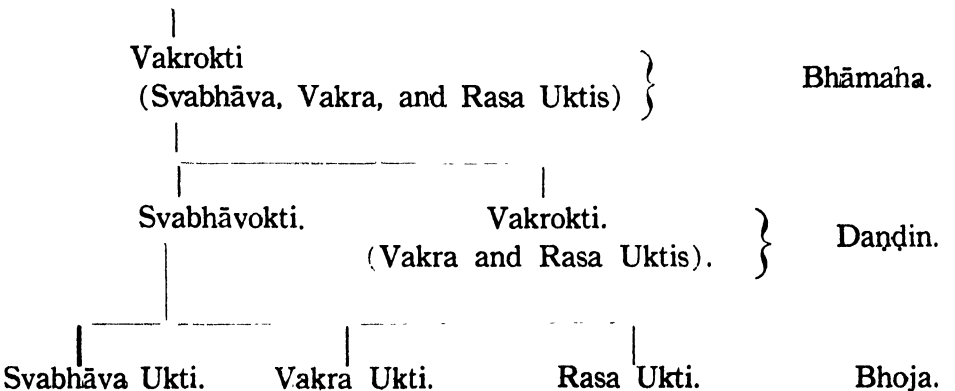 Vakrokti
(Svabhāva, Vakra, and Rasa Uktis) } Bhāmaha.
Svabhāvokti. Vakrokti.
(Vakra and Rasa Uktis). } Daṇḍin.
Svabhāva Ukti. Vakra Ukti. Rasa Ukti. Bhoja.